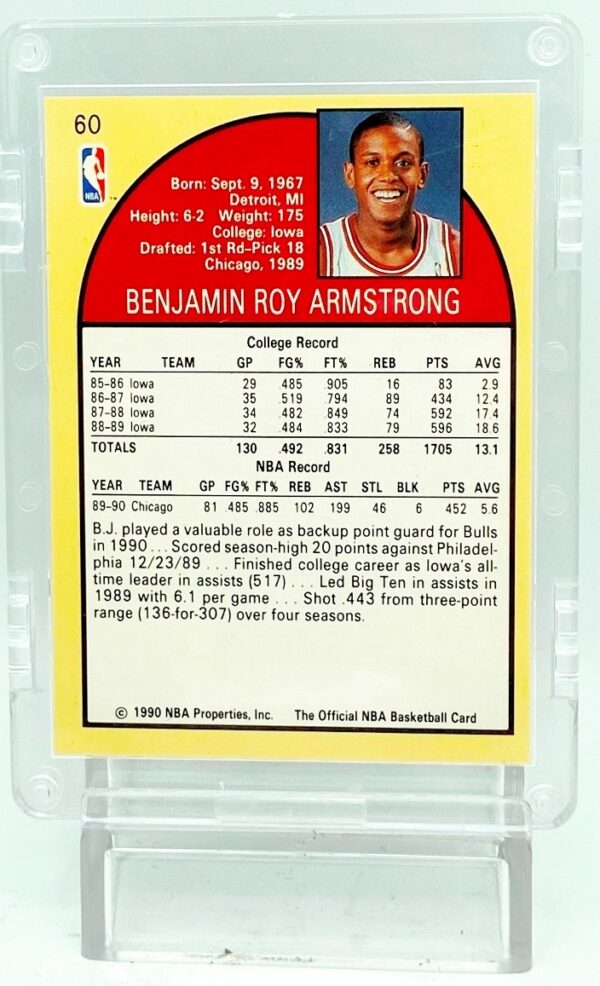 60
NBA
Born: Sept. 9, 1967
Detroit, MI
Height: 6-2 Weight: 175
College: Iowa
Drafted: 1st Rd–Pick 18
Chicago, 1989
BENJAMIN ROY ARMSTRONG
College Record
YEAR TEAM GP FG% FT% REB PTS AVG
85–86 Iowa 29 .485 .905 16 83 2.9
86–87 Iowa 35 .519 .794 89 434 12.4
87–88 Iowa 34 .482 .849 74 592 17.4
88–89 Iowa 32 .484 .833 79 596 18.6
TOTALS 130 .492 .831 258 1705 13.1
NBA Record
YEAR TEAM GP FG% FT% REB AST STL BLK PTS AVG
89–90 Chicago 81 .485 .885 102 199 46 6 452 5.6
B.J. played a valuable role as backup point guard for Bulls
in 1990 . . . Scored season-high 20 points against Philadel-
phia 12/23/89 . . . Finished college career as Iowa's all-
time leader in assists (517) . . . Led Big Ten in assists in
1989 with 6.1 per game . . . Shot .443 from three-point
range (136-for-307) over four seasons.
© 1990 NBA Properties, Inc. The Official NBA Basketball Card